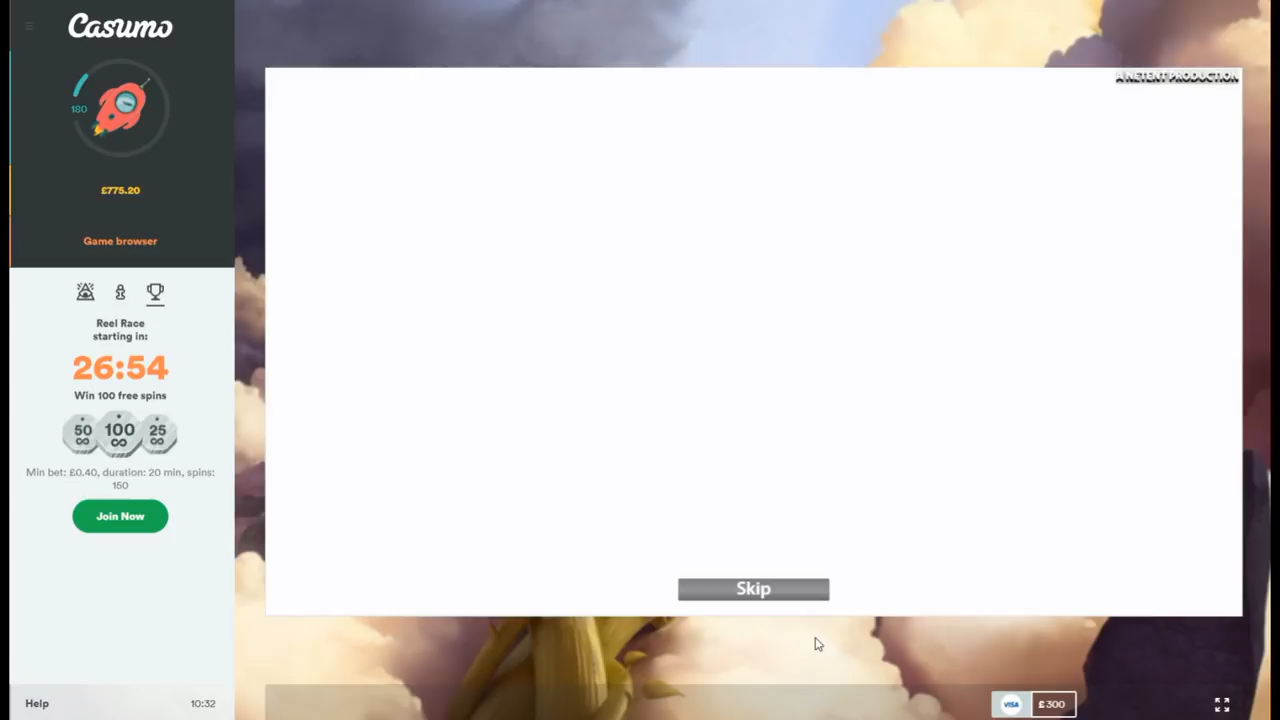 Casumo
180
£775.20
Game browser
Reel Race
starting in:
26:54
Win 100 free spins
50 100 25
∞ ∞ ∞
Min bet: £0.40, duration: 20 min, spins:
150
Join Now
Help 10:32
A NETENT PRODUCTION
Skip
VISA £300